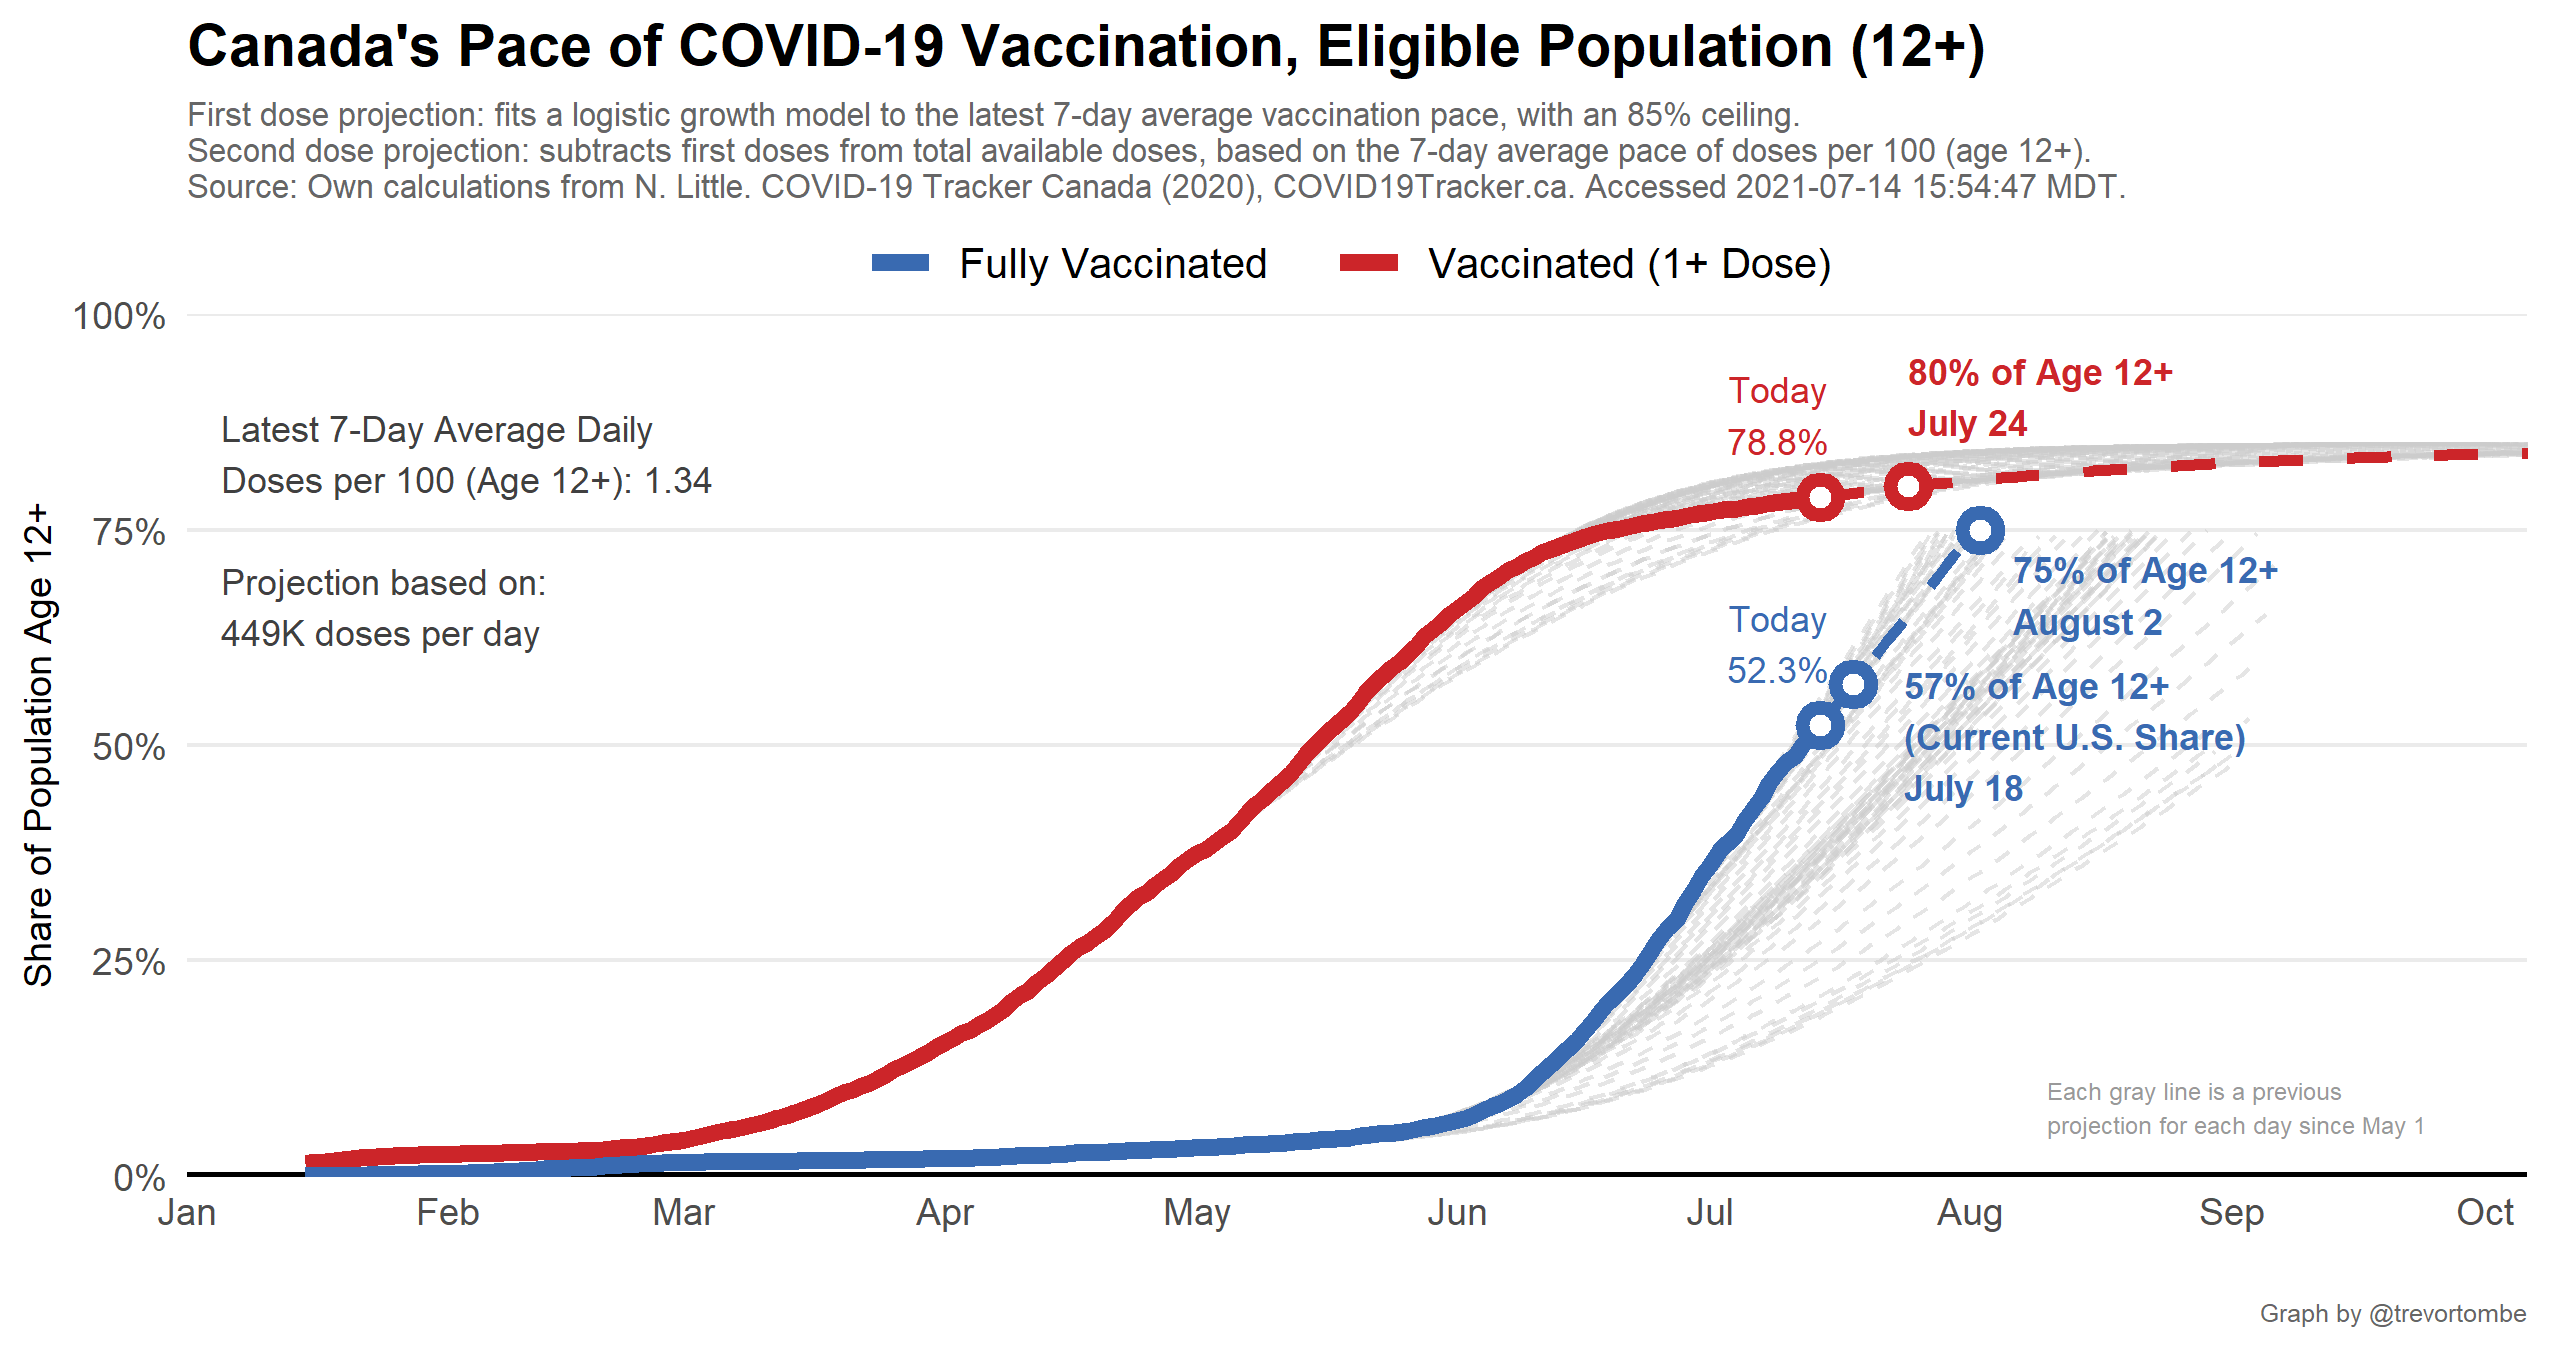 Canada's Pace of COVID-19 Vaccination, Eligible Population (12+)
First dose projection: fits a logistic growth model to the latest 7-day average vaccination pace, with an 85% ceiling.
Second dose projection: subtracts first doses from total available doses, based on the 7-day average pace of doses per 100 (age 12+).
Source: Own calculations from N. Little. COVID-19 Tracker Canada (2020), COVID19Tracker.ca. Accessed 2021-07-14 15:54:47 MDT.
Fully Vaccinated
Vaccinated (1+ Dose)
Share of Population Age 12+
100%
75%
50%
25%
0%
Latest 7-Day Average Daily
Doses per 100 (Age 12+): 1.34
Projection based on:
449K doses per day
Today
78.8%
80% of Age 12+
July 24
75% of Age 12+
August 2
Today
52.3%
57% of Age 12+
(Current U.S. Share)
July 18
Each gray line is a previous
projection for each day since May 1
Jan
Feb
Mar
Apr
May
Jun
Jul
Aug
Sep
Oct
Graph by @trevortombe